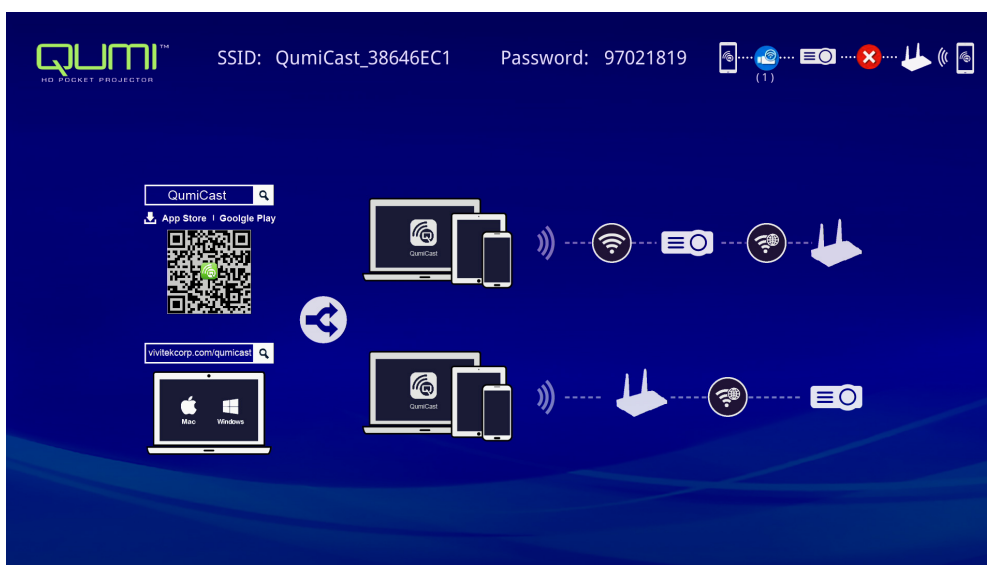 QUMI™
HD POCKET PROJECTOR
SSID: QumiCast_38646EC1 Password: 97021819
(1)
QumiCast
App Store | Goolgle Play
vivitekcorp.com/qumicast
Mac Windows
QumiCast
QumiCast